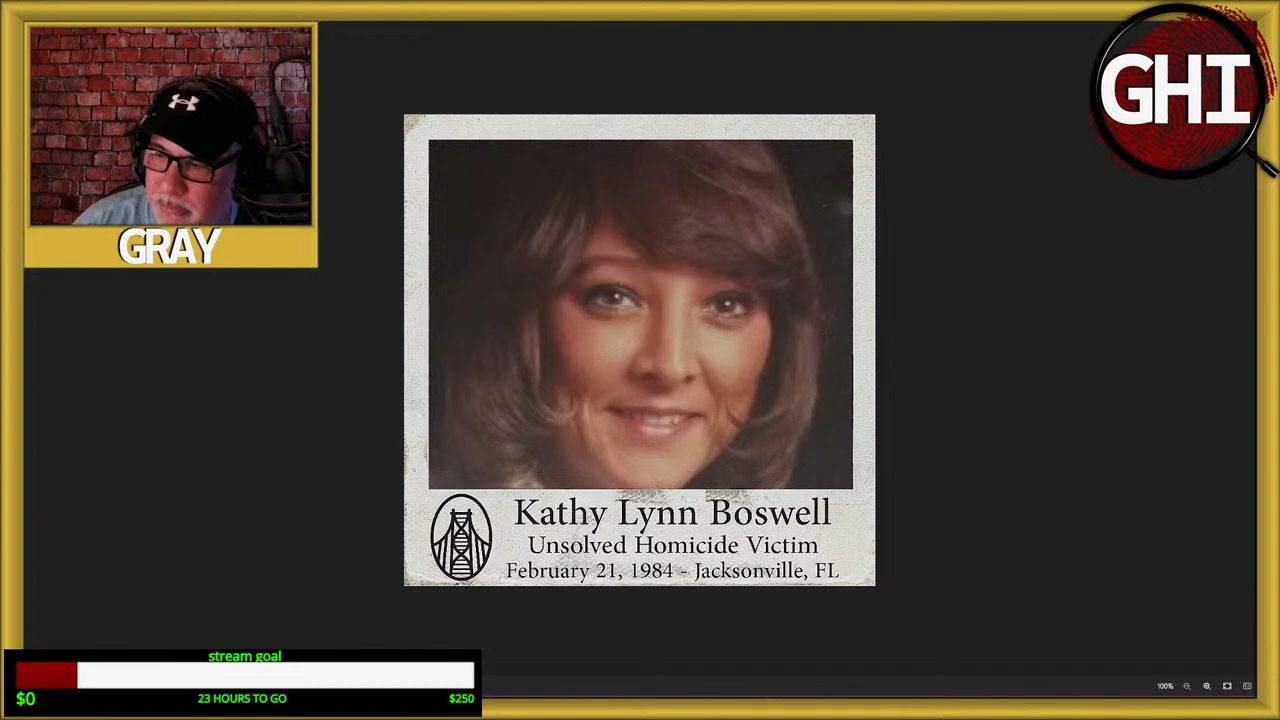 GHI
GRAY
Kathy Lynn Boswell
Unsolved Homicide Victim
February 21, 1984 - Jacksonville, FL
stream goal
$0
23 HOURS TO GO
$250
100%